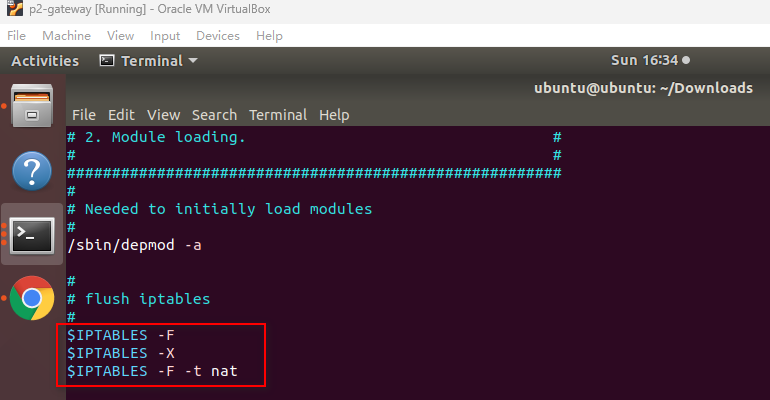 p2-gateway [Running] - Oracle VM VirtualBox
File Machine View Input Devices Help
Activities Terminal Sun 16:34
ubuntu@ubuntu: ~/Downloads
File Edit View Search Terminal Help
# 2. Module loading. #
# #
########################################################
#
# Needed to initially load modules
#
/sbin/depmod -a
#
# flush iptables
#
$IPTABLES -F
$IPTABLES -X
$IPTABLES -F -t nat